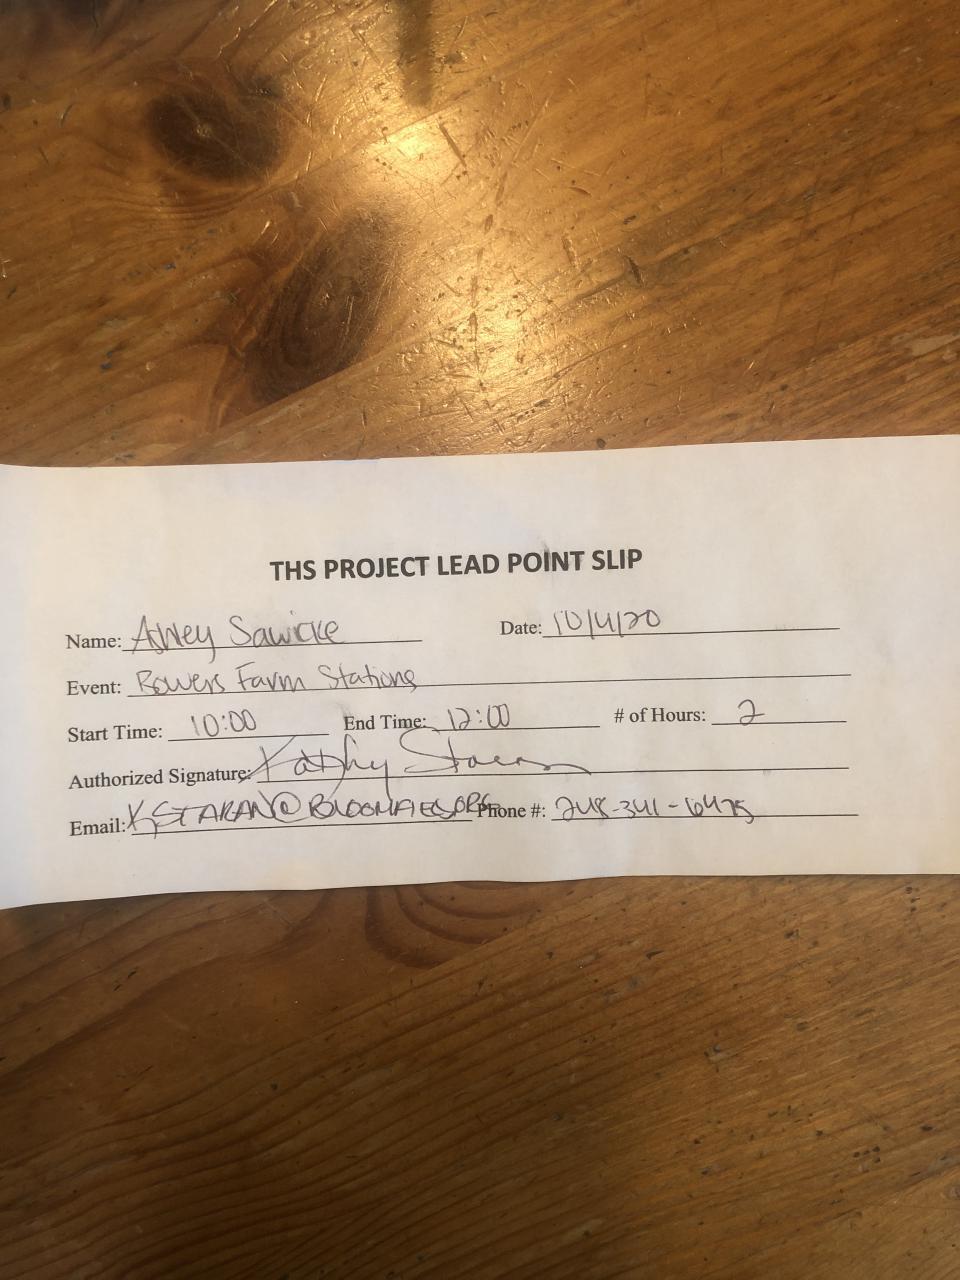 THS PROJECT LEAD POINT SLIP
Name: Ashley Sawicke Date: 10/4/20
Event: Bowers Farm Stations
Start Time: 10:00 End Time: 12:00 # of Hours: 2
Authorized Signature: Kathy
Email: Phone #: 248-341-6475